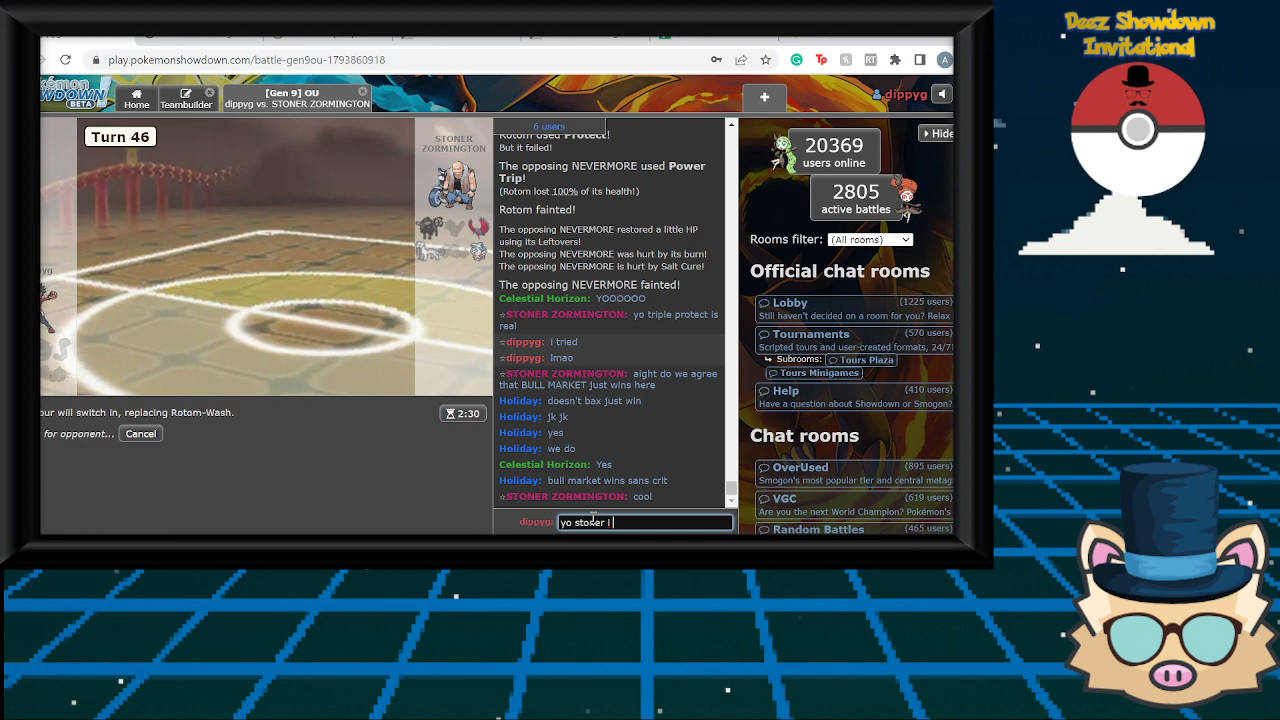 Deez Showdown
Invitational
play.pokemonshowdown.com/battle-gen9ou-1793860918
Home
Teambuilder
[Gen 9] OU
dippyg vs. STONER ZORMINGTON
+
dippyg
BETA
Turn 46
STONER
ZORMINGTON
our will switch in, replacing Rotom-Wash.
2:30
for opponent... Cancel
6 users
Rotom used Protect!
But it failed!
The opposing NEVERMORE used Power
Trip!
(Rotom lost 100% of its health!)
Rotom fainted!
The opposing NEVERMORE restored a little HP
using its Leftovers!
The opposing NEVERMORE was hurt by its burn!
The opposing NEVERMORE is hurt by Salt Cure!
The opposing NEVERMORE fainted!
Celestial Horizon: YOOOOOO
☆STONER ZORMINGTON: yo triple protect is
real
☆dippyg: i tried
☆dippyg: lmao
☆STONER ZORMINGTON: aight do we agree
that BULL MARKET just wins here
Holiday: doesn't bax just win
Holiday: jk jk
Holiday: yes
Holiday: we do
Celestial Horizon: Yes
Holiday: bull market wins sans crit
☆STONER ZORMINGTON: cool
dippyg: yo stoner I
Hide
20369
users online
2805
active battles
Rooms filter: (All rooms)
Official chat rooms
Lobby (1225 users)
Still haven't decided on a room for you? Relax
Tournaments (570 users)
Scripted tours and user-created formats, 24/7!
Subrooms: Tours Plaza
Tours Minigames
Help (410 users)
Have a question about Showdown or Smogon?
Chat rooms
OverUsed (895 users)
Smogon's most popular tier and central metag
VGC (619 users)
Are you the next World Champion? Pokémon's
Random Battles (465 users)